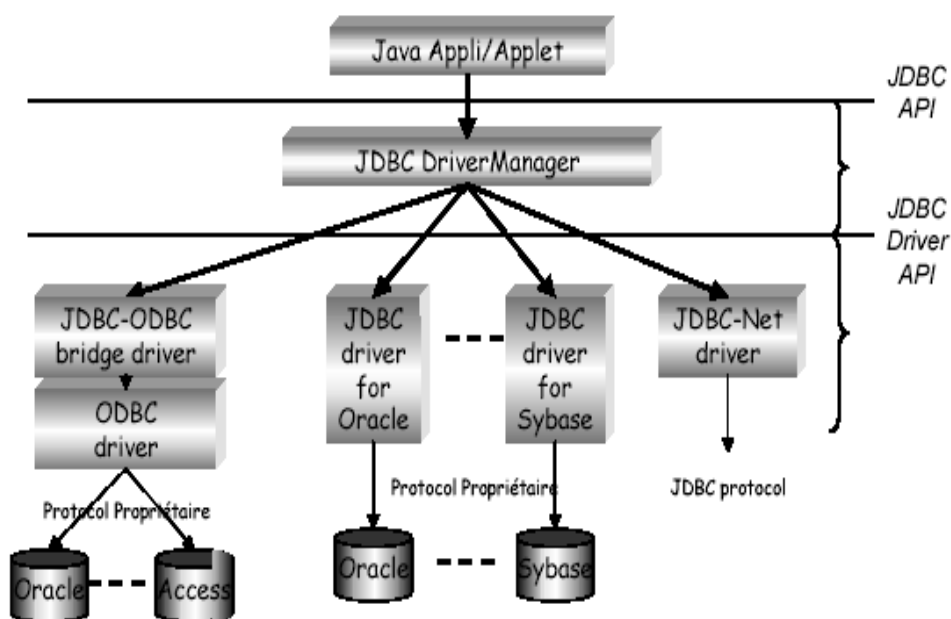 Java Appli/Applet
JDBC
API
JDBC DriverManager
JDBC
Driver
API
JDBC-ODBC
bridge driver
JDBC
driver
for
Oracle
JDBC
driver
for
Sybase
JDBC-Net
driver
ODBC
driver
Protocol Propriétaire
Protocol Propriétaire
JDBC protocol
Oracle
Access
Oracle
Sybase